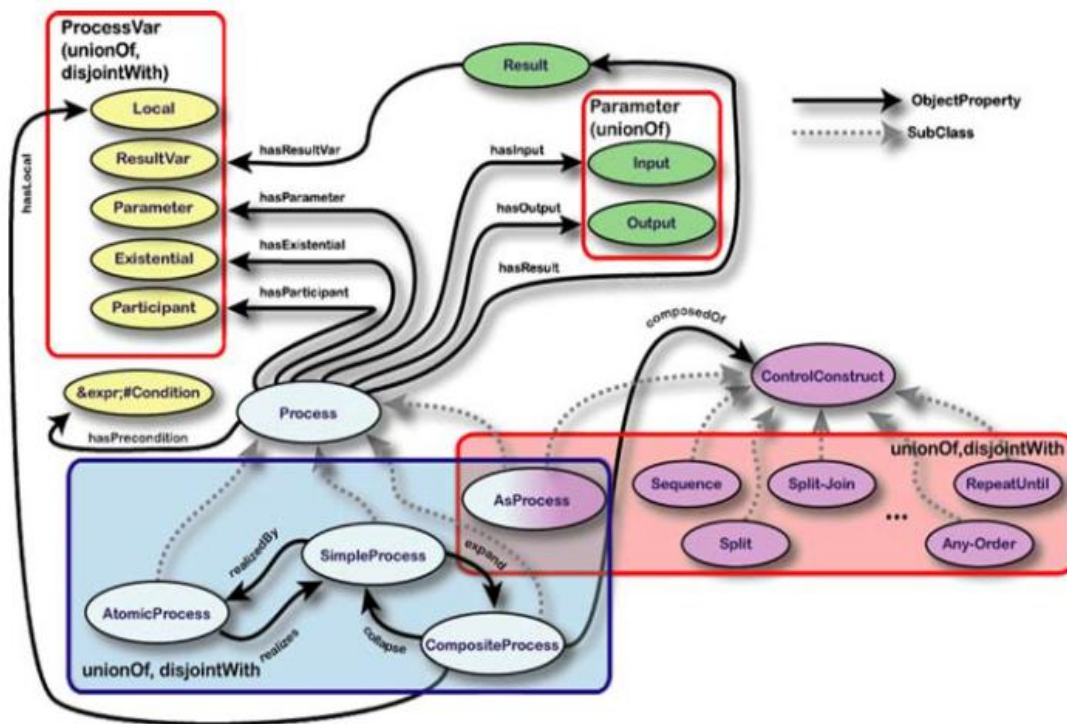 ProcessVar
(unionOf,
disjointWith)
Local
ResultVar
Parameter
Existential
Participant
hasLocal
Result
hasResultVar
hasParameter
hasExistential
hasParticipant
Parameter
(unionOf)
Input
Output
hasInput
hasOutput
hasResult
ObjectProperty
SubClass
&expr;#Condition
hasPrecondition
Process
composedOf
ControlConstruct
unionOf,disjointWith
AsProcess
Sequence
Split-Join
RepeatUntil
...
Split
Any-Order
SimpleProcess
realizedBy
expand
AtomicProcess
realizes
collapse
CompositeProcess
unionOf, disjointWith